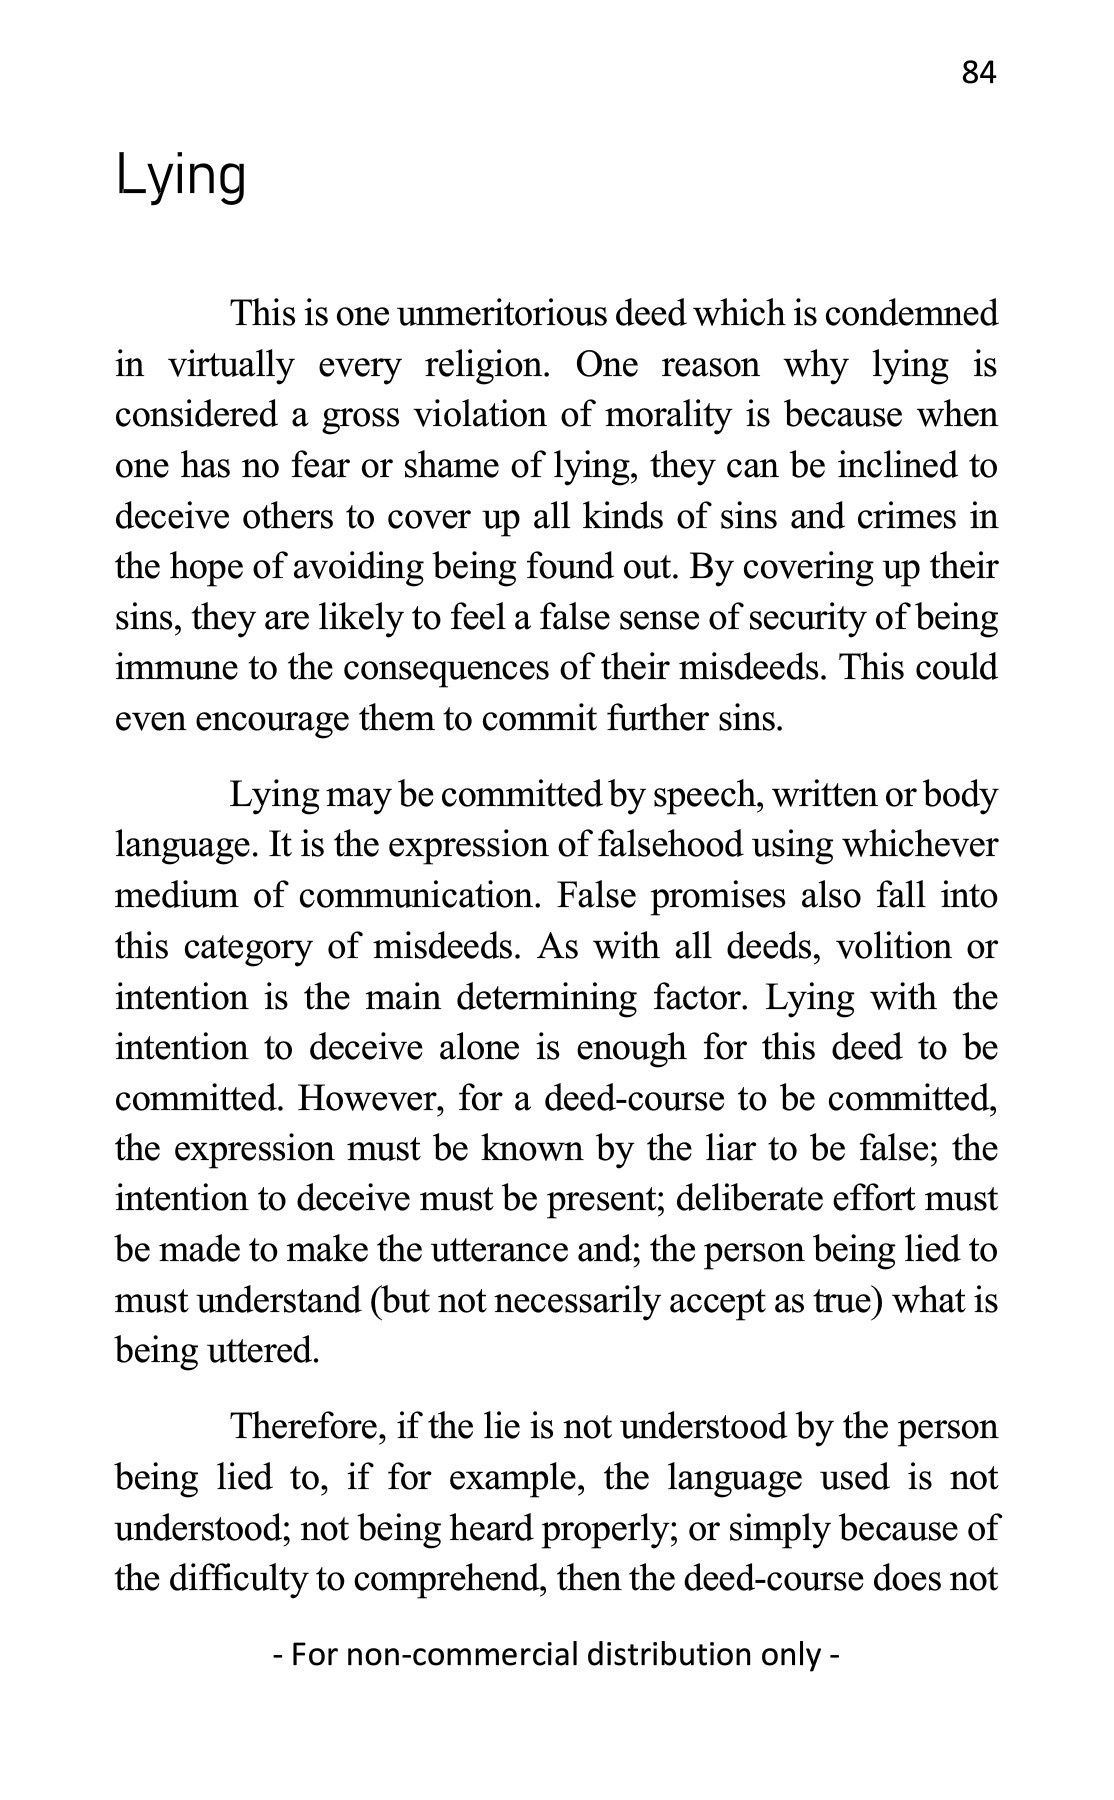 84
Lying
This is one unmeritorious deed which is condemned
in virtually every religion. One reason why lying is
considered a gross violation of morality is because when
one has no fear or shame of lying, they can be inclined to
deceive others to cover up all kinds of sins and crimes in
the hope of avoiding being found out. By covering up their
sins, they are likely to feel a false sense of security of being
immune to the consequences of their misdeeds. This could
even encourage them to commit further sins.
Lying may be committed by speech, written or body
language. It is the expression of falsehood using whichever
medium of communication. False promises also fall into
this category of misdeeds. As with all deeds, volition or
intention is the main determining factor. Lying with the
intention to deceive alone is enough for this deed to be
committed. However, for a deed-course to be committed,
the expression must be known by the liar to be false; the
intention to deceive must be present; deliberate effort must
be made to make the utterance and; the person being lied to
must understand (but not necessarily accept as true) what is
being uttered.
Therefore, if the lie is not understood by the person
being lied to, if for example, the language used is not
understood; not being heard properly; or simply because of
the difficulty to comprehend, then the deed-course does not
- For non-commercial distribution only -